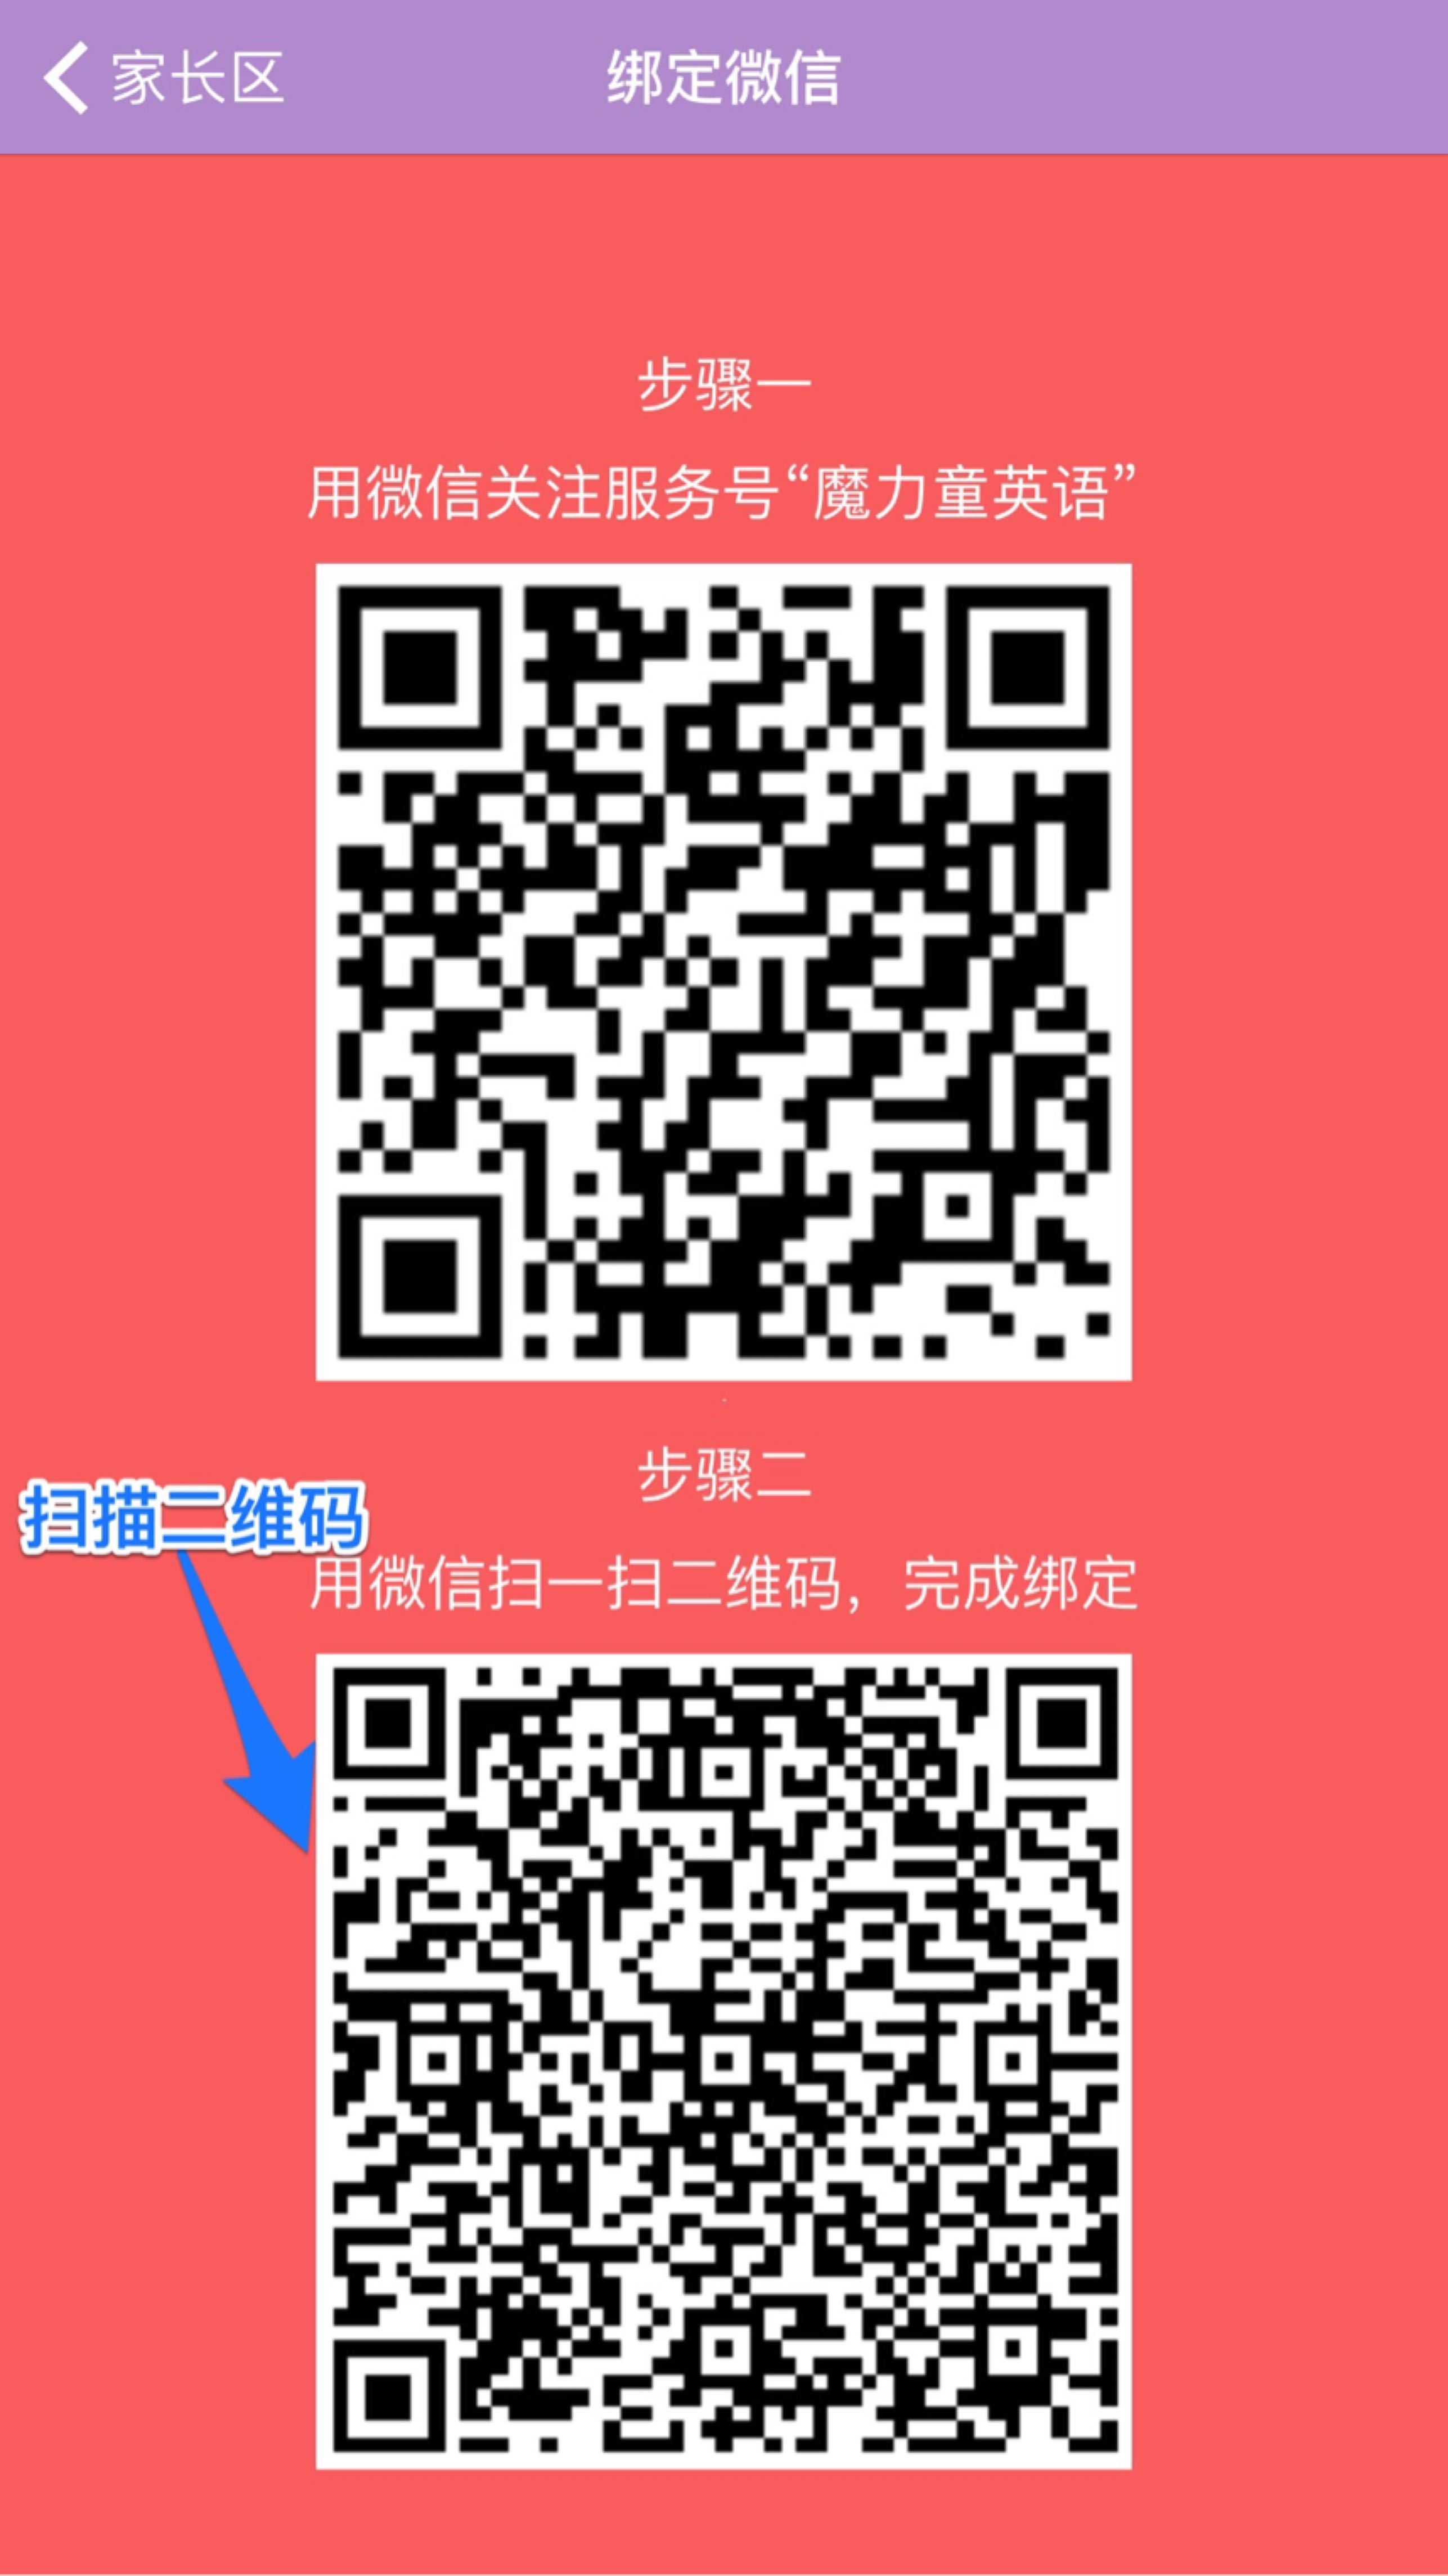 家长区
绑定微信
步骤一
用微信关注服务号“魔力童英语”
步骤二
扫描二维码
用微信扫一扫二维码，完成绑定